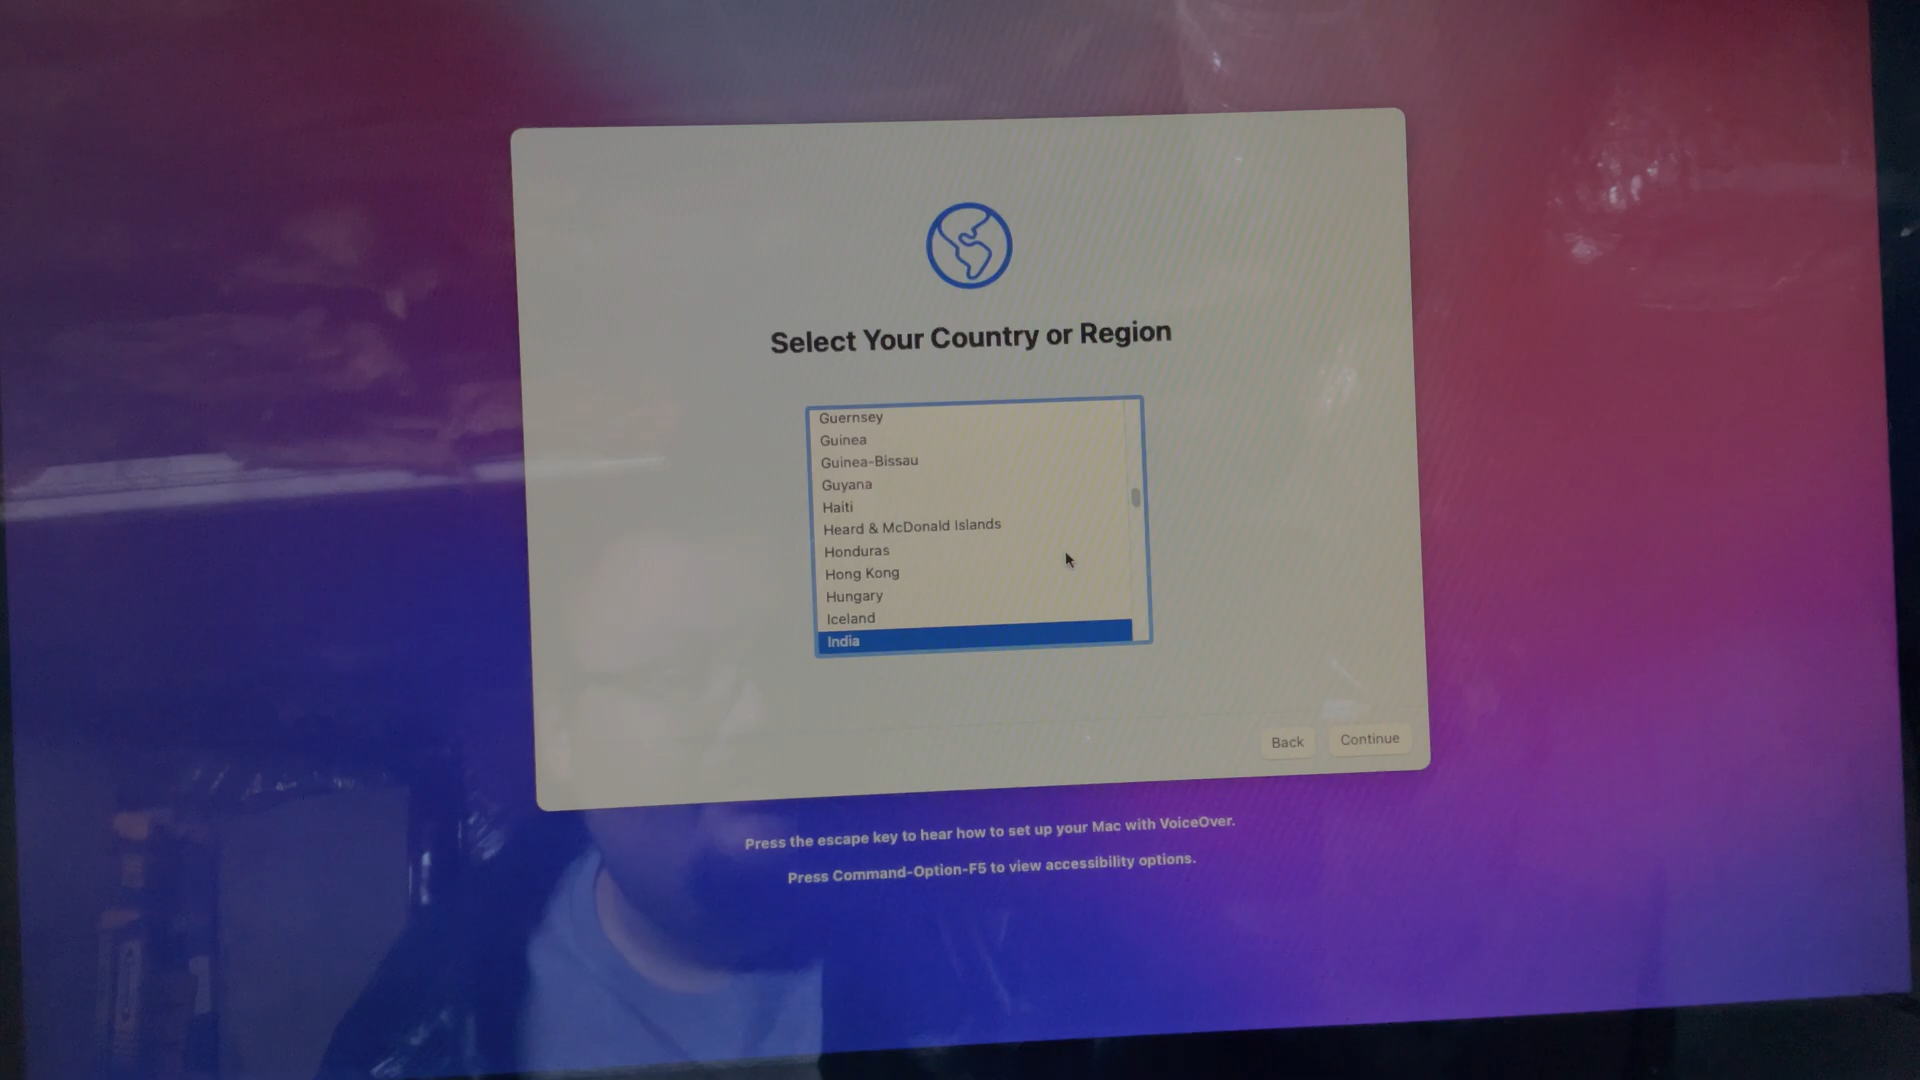 Select Your Country or Region
Guernsey
Guinea
Guinea-Bissau
Guyana
Haiti
Heard & McDonald Islands
Honduras
Hong Kong
Hungary
Iceland
India
Back
Continue
Press the escape key to hear how to set up your Mac with VoiceOver.
Press Command-Option-F5 to view accessibility options.